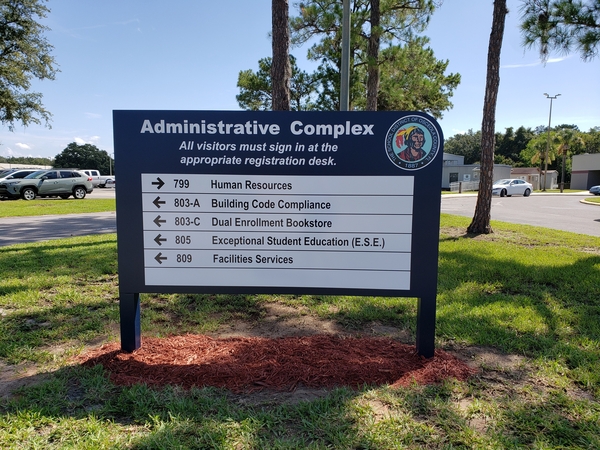 Administrative Complex
All visitors must sign in at the
appropriate registration desk.
→ 799 Human Resources
← 803-A Building Code Compliance
← 803-C Dual Enrollment Bookstore
← 805 Exceptional Student Education (E.S.E.)
← 809 Facilities Services
1887